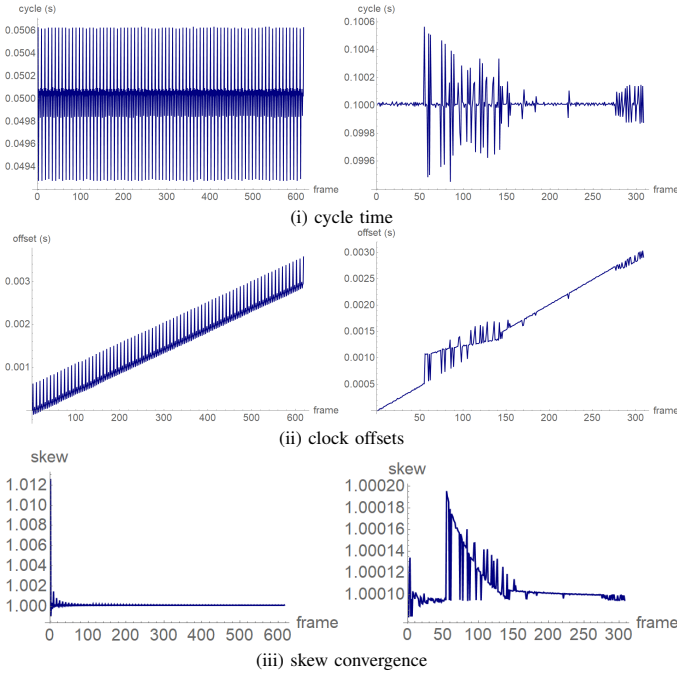 cycle (s)
0.0506
0.0504
0.0502
0.0500
0.0498
0.0496
0.0494
0 100 200 300 400 500 600 frame
cycle (s)
0.1006
0.1004
0.1002
0.1000
0.9998
0.9996
0 50 100 150 200 250 300 frame
(i) cycle time
offset (s)
0.003
0.002
0.001
100 200 300 400 500 600 frame
offset (s)
0.0030
0.0025
0.0020
0.0015
0.0010
0.0005
50 100 150 200 250 300 frame
(ii) clock offsets
skew
1.012
1.010
1.008
1.006
1.004
1.002
1.000
0 100 200 300 400 500 600 frame
skew
1.00020
1.00018
1.00016
1.00014
1.00012
1.00010
0 50 100 150 200 250 300 frame
(iii) skew convergence